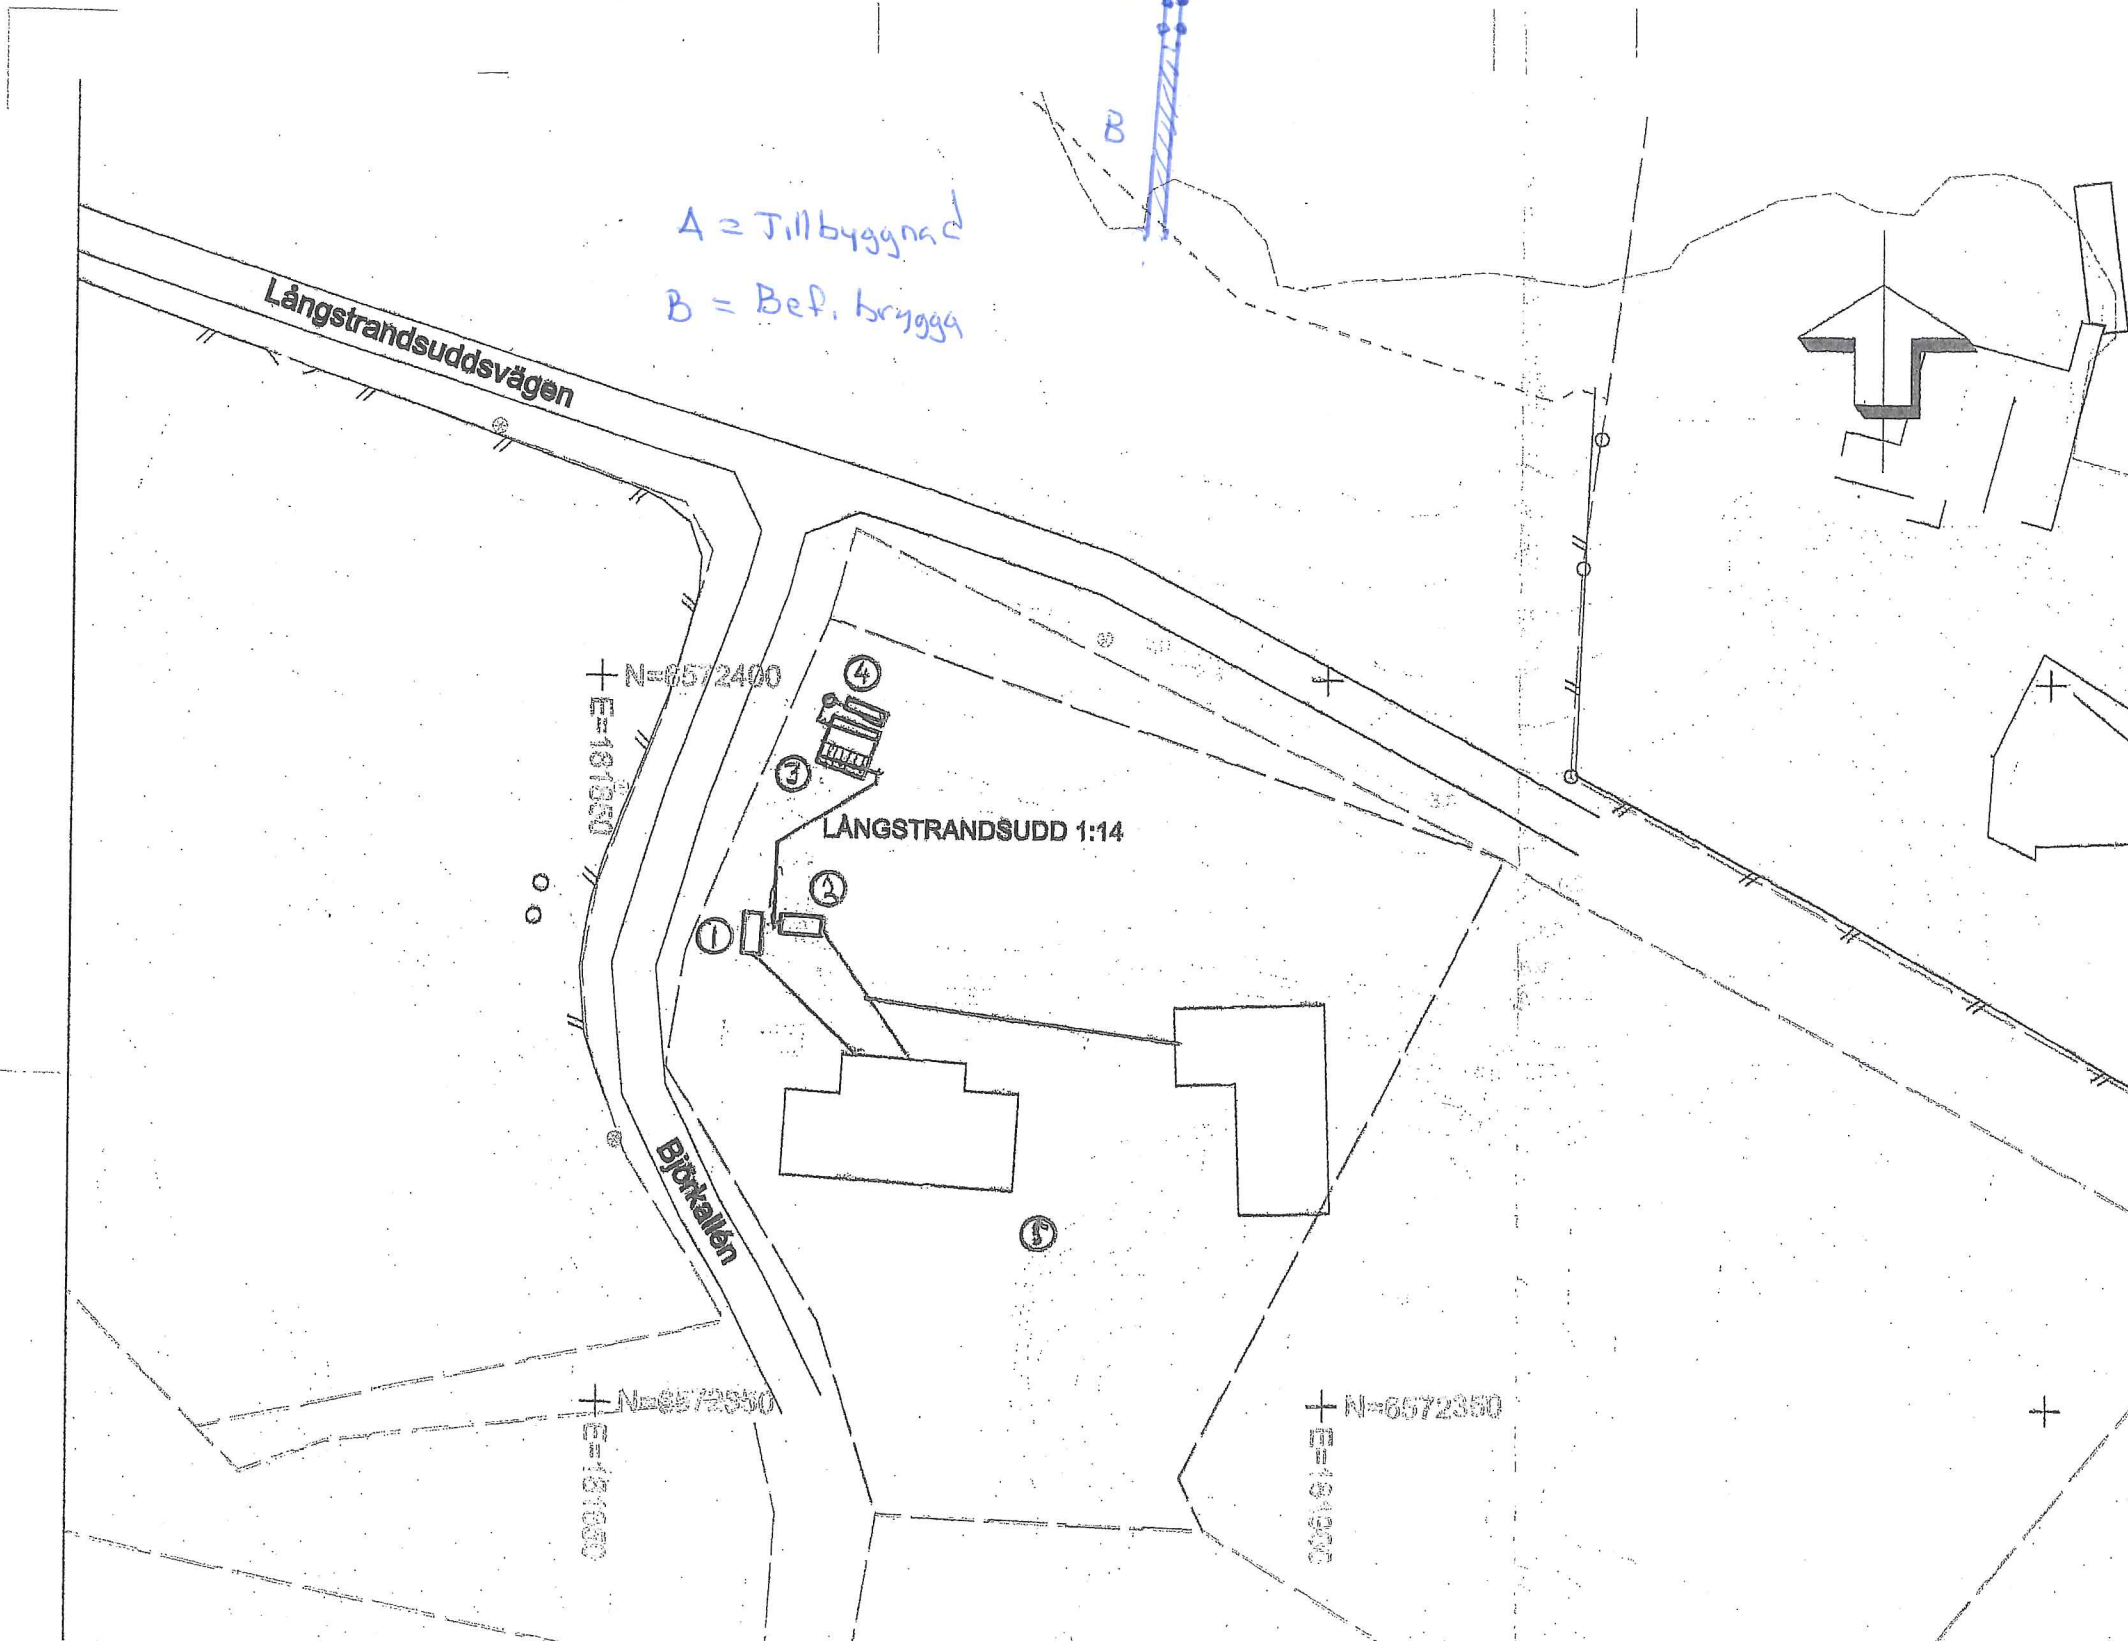 B
A = Tillbyggnad
B = Bef. brygga
Långstrandsuddsvägen
④
N=6572400
③
LÅNGSTRANDSUDD 1:14
②
①
Björkallén
⑤
N=6572350
N=6572350